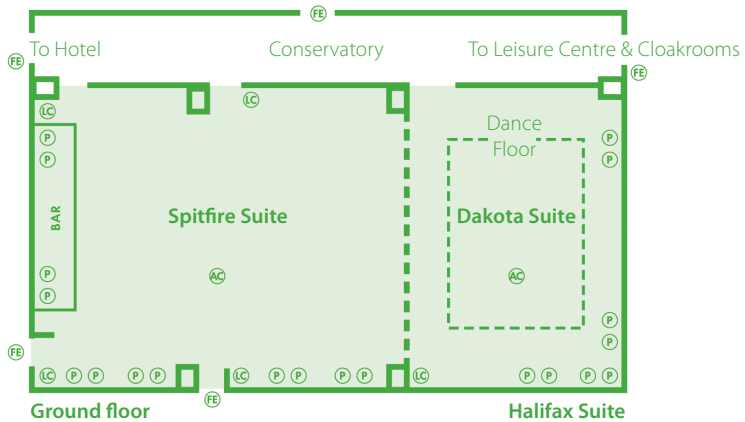 FE
To Hotel Conservatory To Leisure Centre & Cloakrooms
FE FE
LC LC
Dance
Floor
P P
P P
BAR
Spitfire Suite Dakota Suite
P AC AC
P
P
P
FE
LC P P P P LC P P P P LC P P P P
FE
Ground floor Halifax Suite